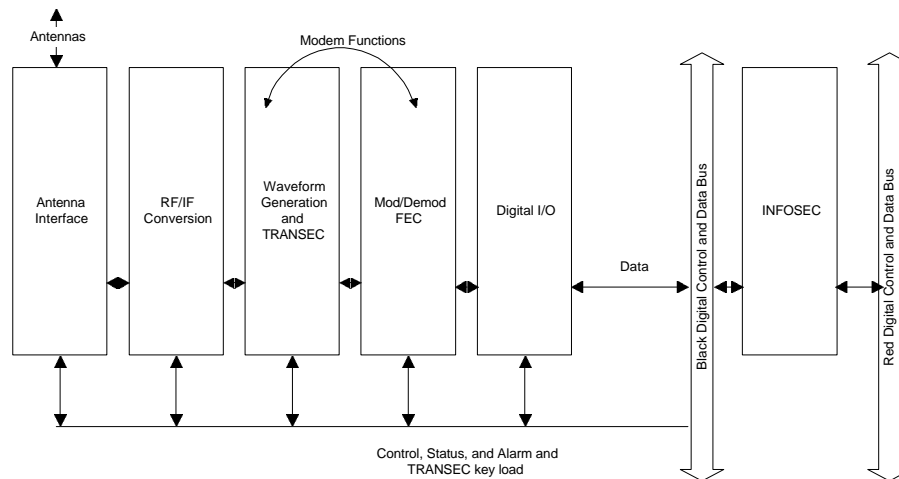 Antennas
Modem Functions
Antenna
Interface
RF/IF
Conversion
Waveform
Generation
and
TRANSEC
Mod/Demod
FEC
Digital I/O
Data
Black Digital Control and Data Bus
INFOSEC
Red Digital Control and Data Bus
Control, Status, and Alarm and
TRANSEC key load